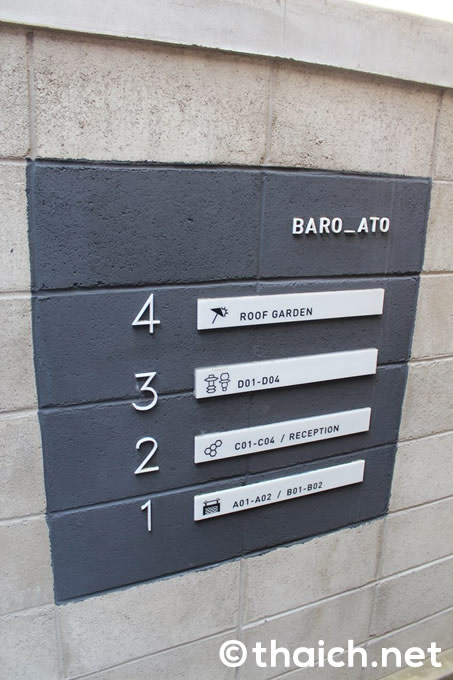 BARO_ATO
4 ROOF GARDEN
3 D01-D04
2 C01-C04 / RECEPTION
1 A01-A02 / B01-B02
©thaich.net